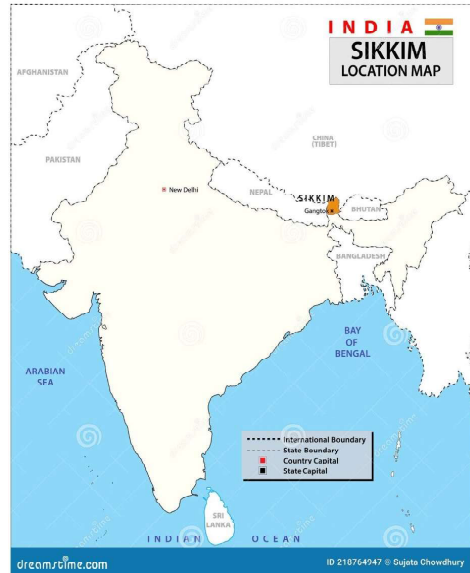 INDIA
SIKKIM
LOCATION MAP
AFGHANISTAN
CHINA
(TIBET)
PAKISTAN
New Delhi
NEPAL
SIKKIM
Gangtok
BHUTAN
BANGLADESH
ARABIAN
SEA
BAY
OF
BENGAL
International Boundary
State Boundary
Country Capital
State Capital
SRI
LANKA
INDIAN OCEAN
dreamstime.com
ID 210764947 © Sujata Chowdhury